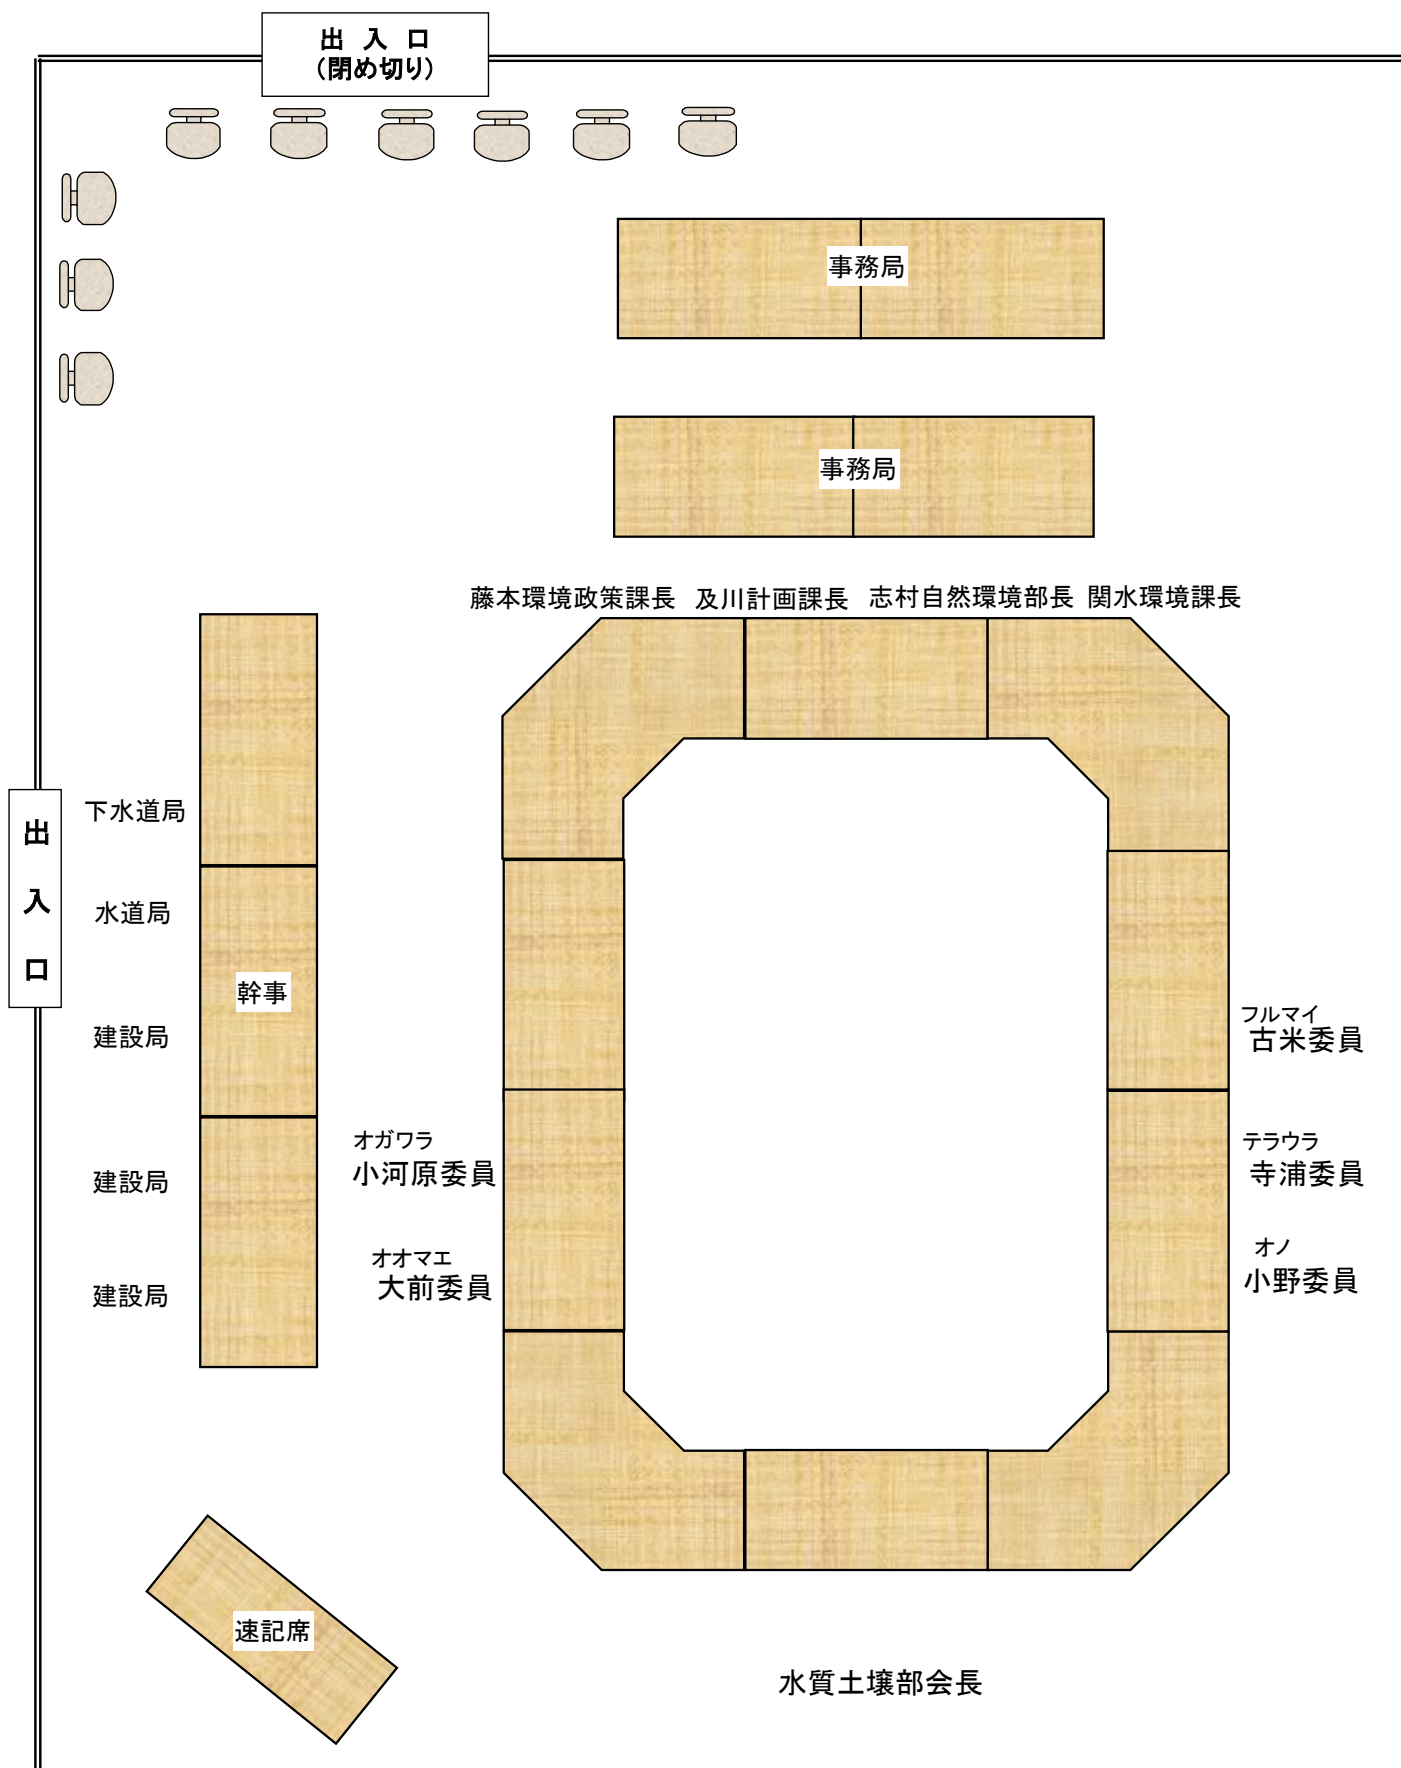 出 入 口
(閉め切り)
事務局
事務局
藤本環境政策課長 及川計画課長 志村自然環境部長 関水環境課長
下水道局
出入口
水道局
幹事
建設局
フルマイ
古米委員
オガワラ
小河原委員
テラウラ
寺浦委員
建設局
オオマエ
大前委員
オノ
小野委員
建設局
速記席
水質土壌部会長